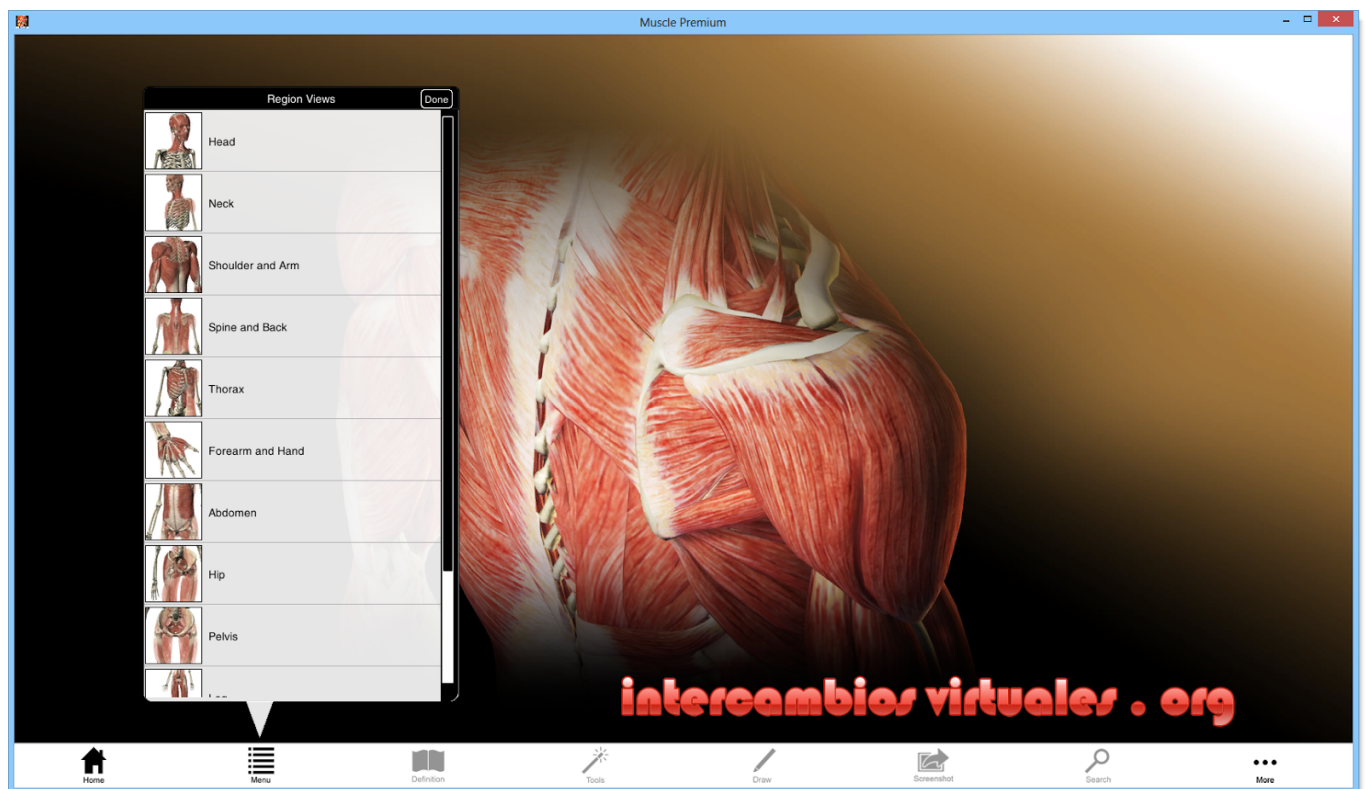 Muscle Premium
Region Views
Done
Head
Neck
Shoulder and Arm
Spine and Back
Thorax
Forearm and Hand
Abdomen
Hip
Pelvis
intercambios virtuales . org
Home
Menu
Definition
Tools
Draw
Screenshot
Search
More